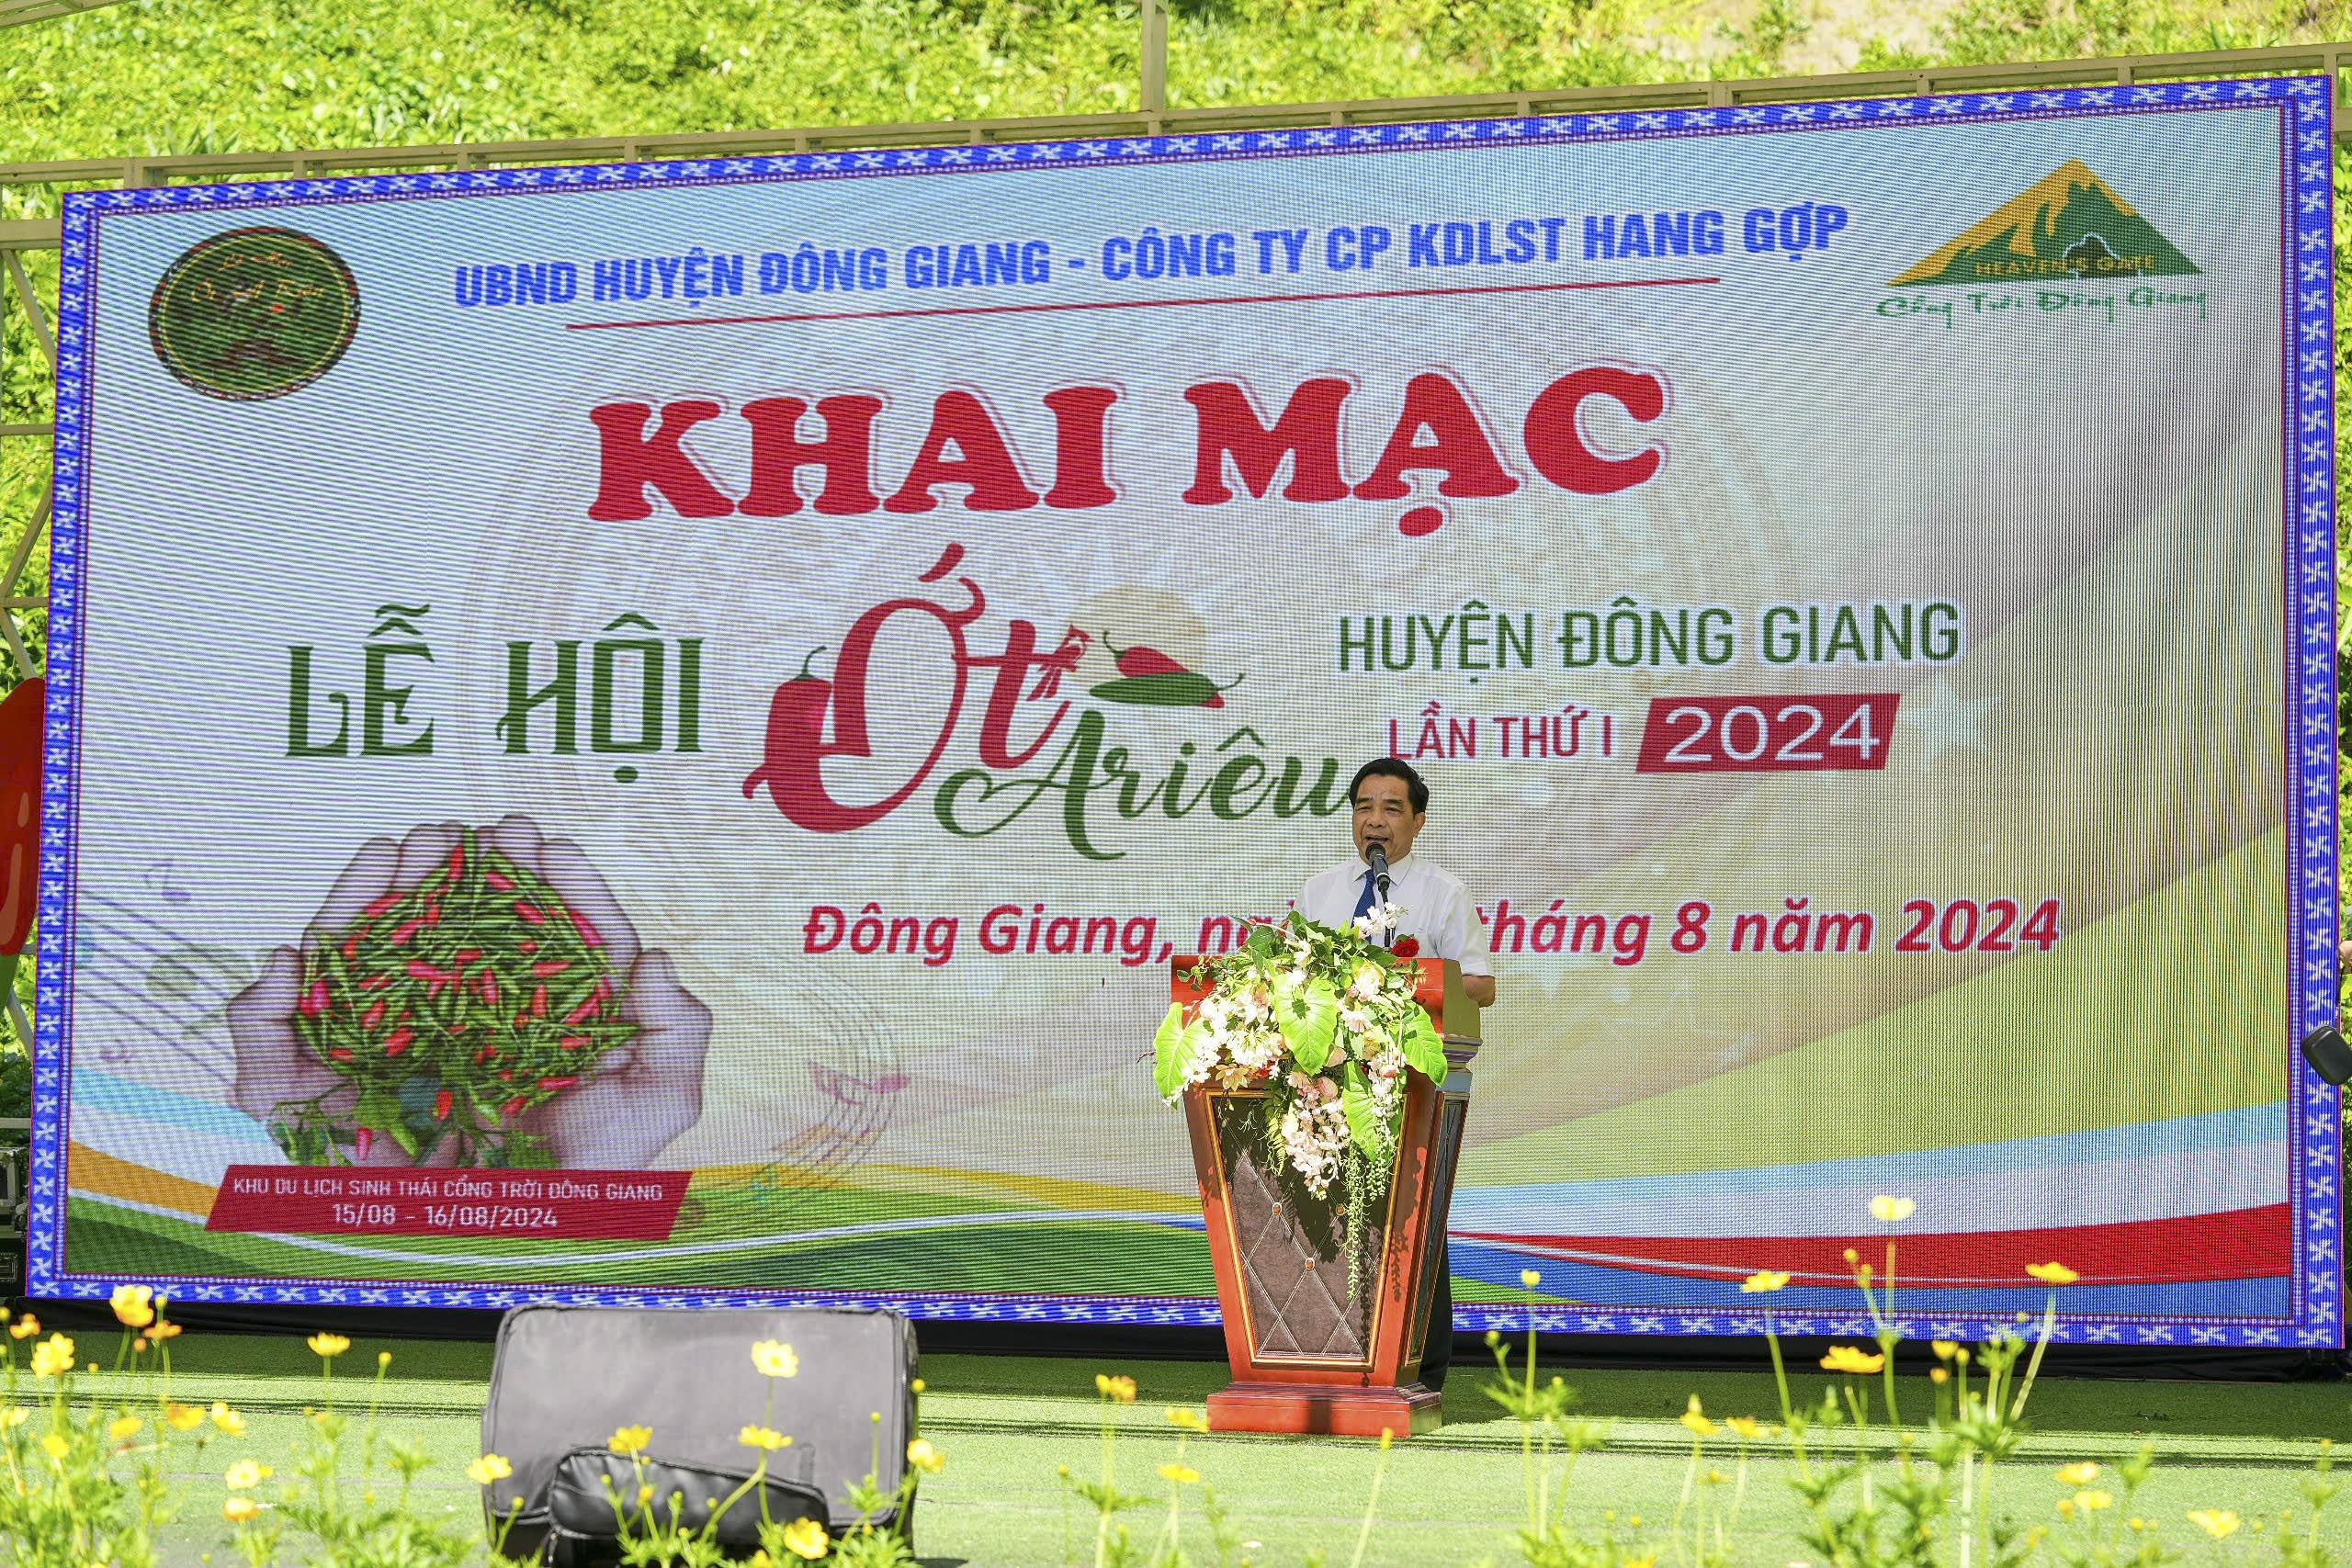 UBND HUYỆN ĐÔNG GIANG - CÔNG TY CP KDLST HANG GỢP
HEAVEN'S GATE
Cổng Trời Đông Giang
KHAI MẠC
LỄ HỘI Ớt Ariêu HUYỆN ĐÔNG GIANG
LẦN THỨ I 2024
Đông Giang, tháng 8 năm 2024
KHU DU LỊCH SINH THÁI CỔNG TRỜI ĐÔNG GIANG
15/08 - 16/08/2024